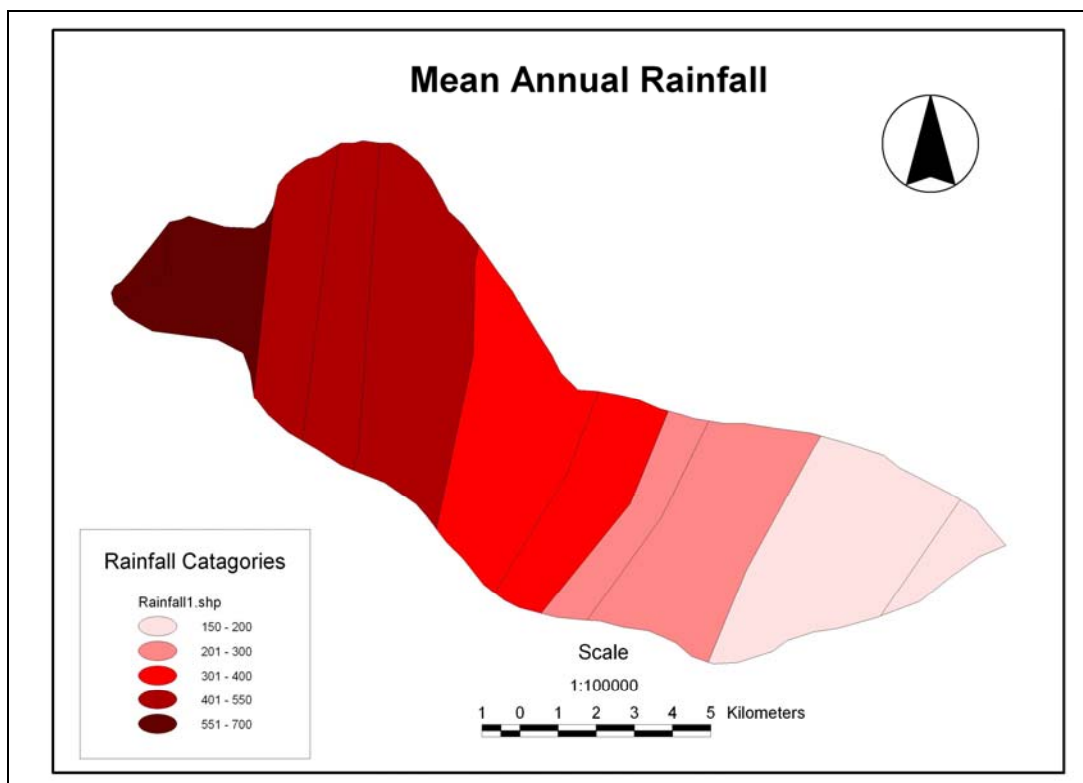 Mean Annual Rainfall
Rainfall Catagories
Rainfall1.shp
150 - 200
201 - 300
301 - 400
401 - 550
551 - 700
Scale
1:100000
1 0 1 2 3 4 5 Kilometers